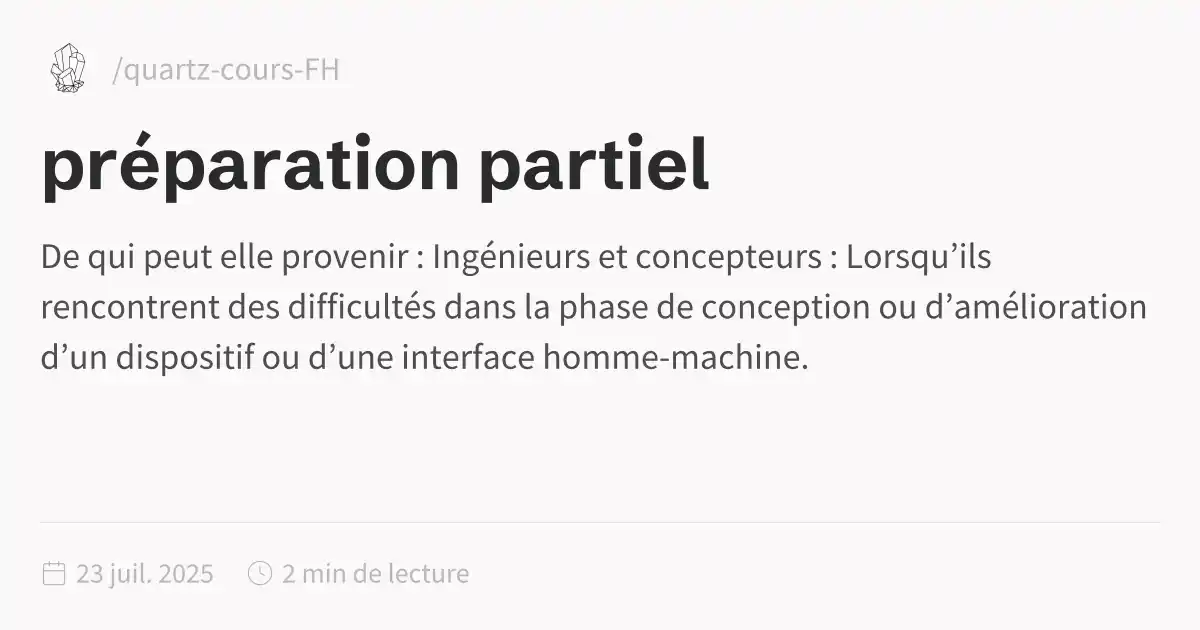 /quartz-cours-FH
préparation partiel
De qui peut elle provenir : Ingénieurs et concepteurs : Lorsqu’ils
rencontrent des difficultés dans la phase de conception ou d’amélioration
d’un dispositif ou d’une interface homme-machine.
23 juil. 2025 2 min de lecture